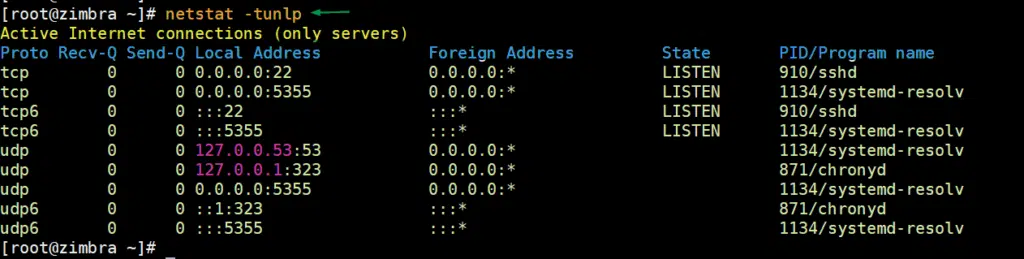 [root@zimbra ~]# netstat -tunlp
Active Internet connections (only servers)
Proto Recv-Q Send-Q Local Address           Foreign Address         State       PID/Program name
tcp        0      0 0.0.0.0:22              0.0.0.0:*               LISTEN      910/sshd
tcp        0      0 0.0.0.0:5355            0.0.0.0:*               LISTEN      1134/systemd-resolv
tcp6       0      0 :::22                   :::*                    LISTEN      910/sshd
tcp6       0      0 :::5355                 :::*                    LISTEN      1134/systemd-resolv
udp        0      0 127.0.0.53:53           0.0.0.0:*                           1134/systemd-resolv
udp        0      0 127.0.0.1:323           0.0.0.0:*                           871/chronyd
udp        0      0 0.0.0.0:5355            0.0.0.0:*                           1134/systemd-resolv
udp6       0      0 ::1:323                 :::*                                871/chronyd
udp6       0      0 :::5355                 :::*                                1134/systemd-resolv
[root@zimbra ~]#